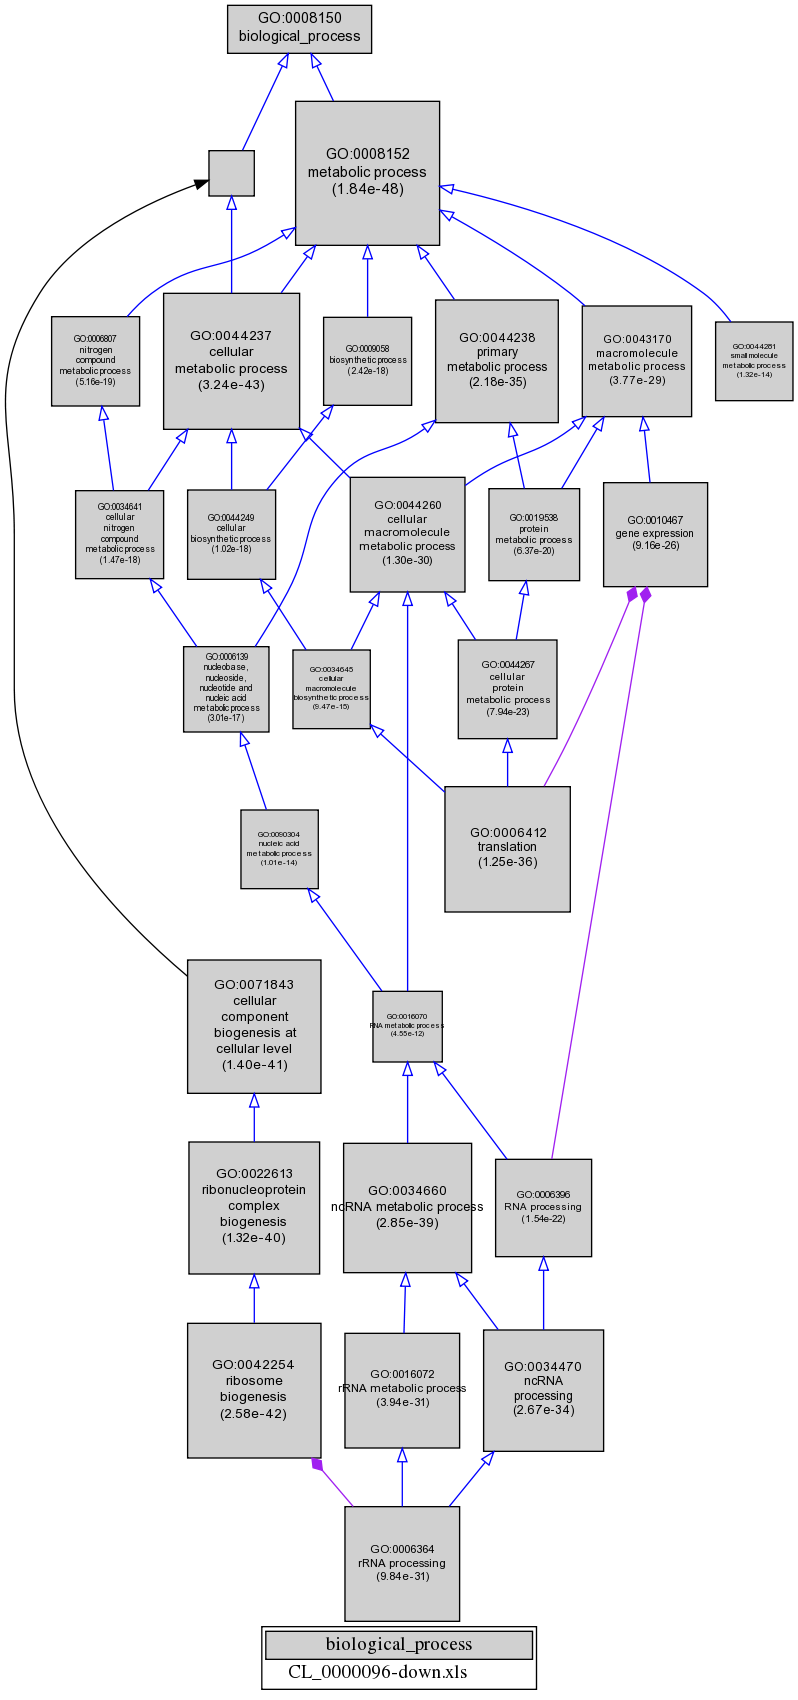 GO:0008150
biological_process
GO:0008152
metabolic process
(1.84e-48)
GO:0006807
nitrogen
compound
metabolic process
(5.16e-19)
GO:0044237
cellular
metabolic process
(3.24e-43)
GO:0009058
biosynthetic process
(2.42e-18)
GO:0044238
primary
metabolic process
(2.18e-35)
GO:0043170
macromolecule
metabolic process
(3.77e-29)
GO:0044281
small molecule
metabolic process
(1.32e-14)
GO:0034641
cellular
nitrogen
compound
metabolic process
(1.47e-18)
GO:0044249
cellular
biosynthetic process
(1.02e-18)
GO:0044260
cellular
macromolecule
metabolic process
(1.30e-30)
GO:0019538
protein
metabolic process
(6.37e-20)
GO:0010467
gene expression
(9.16e-26)
GO:0006139
nucleobase,
nucleoside,
nucleotide and
nucleic acid
metabolic process
(3.01e-17)
GO:0034645
cellular
macromolecule
biosynthetic process
(9.47e-15)
GO:0044267
cellular
protein
metabolic process
(7.94e-23)
GO:0006412
translation
(1.25e-36)
GO:0090304
nucleic acid
metabolic process
(1.01e-14)
GO:0071843
cellular
component
biogenesis at
cellular level
(1.40e-41)
GO:0016070
RNA metabolic process
(4.55e-12)
GO:0022613
ribonucleoprotein
complex
biogenesis
(1.32e-40)
GO:0034660
ncRNA metabolic process
(2.85e-39)
GO:0006396
RNA processing
(1.54e-22)
GO:0042254
ribosome
biogenesis
(2.58e-42)
GO:0016072
rRNA metabolic process
(3.94e-31)
GO:0034470
ncRNA
processing
(2.67e-34)
GO:0006364
rRNA processing
(9.84e-31)
biological_process
CL_0000096-down.xls